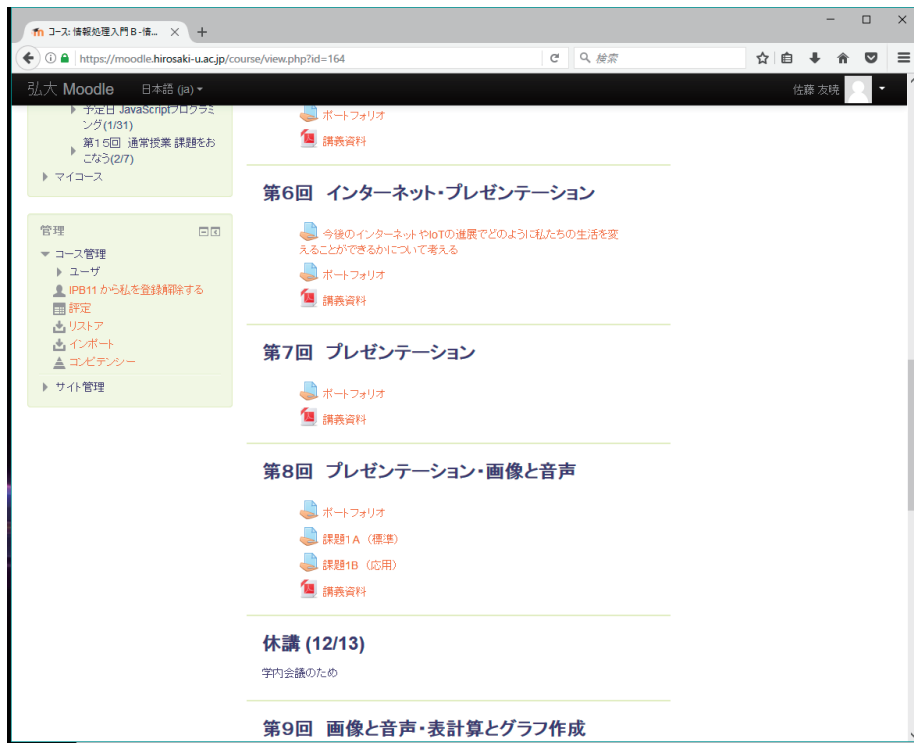 コース: 情報処理入門B-情...
https://moodle.hirosaki-u.ac.jp/course/view.php?id=164
検索
弘大 Moodle
日本語 (ja)
佐藤 友暁
予定日 JavaScriptプログラミ
ング(1/31)
第15回 通常授業 課題をお
こなう(2/7)
マイコース
管理
コース管理
ユーザ
IPB11 から私を登録解除する
評定
リストア
インポート
コンピテンシー
サイト管理
ポートフォリオ
講義資料
第6回 インターネット・プレゼンテーション
今後のインターネットやIoTの進展でどのように私たちの生活を変
えることができるかについて考える
ポートフォリオ
講義資料
第7回 プレゼンテーション
ポートフォリオ
講義資料
第8回 プレゼンテーション・画像と音声
ポートフォリオ
課題1A (標準)
課題1B (応用)
講義資料
休講 (12/13)
学内会議のため
第9回 画像と音声・表計算とグラフ作成